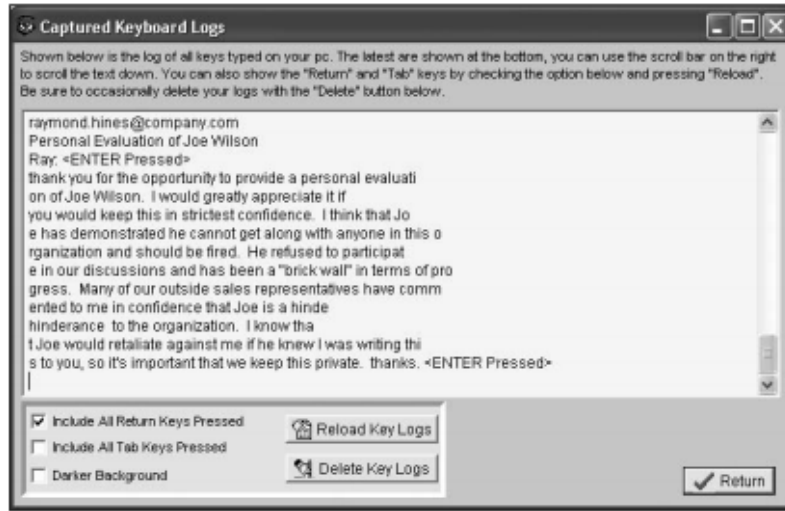 Captured Keyboard Logs
Shown below is the log of all keys typed on your pc. The latest are shown at the bottom, you can use the scroll bar on the right
to scroll the text down. You can also show the "Return" and "Tab" keys by checking the option below and pressing "Reload".
Be sure to occasionally delete your logs with the "Delete" button below.
raymond.hines@company.com
Personal Evaluation of Joe Wilson
Ray: <ENTER Pressed>
thank you for the opportunity to provide a personal evaluati
on of Joe Wilson. I would greatly appreciate it if
you would keep this in strictest confidence. I think that Jo
e has demonstrated he cannot get along with anyone in this o
rganization and should be fired. He refused to participat
e in our discussions and has been a "brick wall" in terms of pro
gress. Many of our outside sales representatives have comm
ented to me in confidence that Joe is a hinde
hinderance to the organization. I know tha
t Joe would retaliate against me if he knew I was writing thi
s to you, so it's important that we keep this private. thanks. <ENTER Pressed>
Include All Return Keys Pressed
Include All Tab Keys Pressed
Darker Background
Reload Key Logs
Delete Key Logs
Return